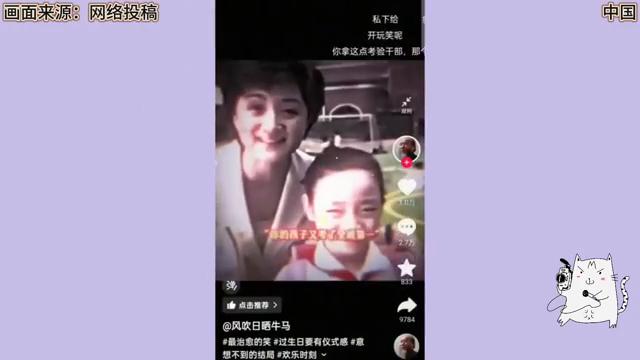 画面来源：网络投稿
中国
私下给
开玩笑呢
你拿这点考验干部，那个
"你的孩子又考了全班第一"
2.7万
833
9784
弹
点击推荐 >
@风吹日晒牛马
#最治愈的笑 #过生日要有仪式感 #意
想不到的结局 #欢乐时刻